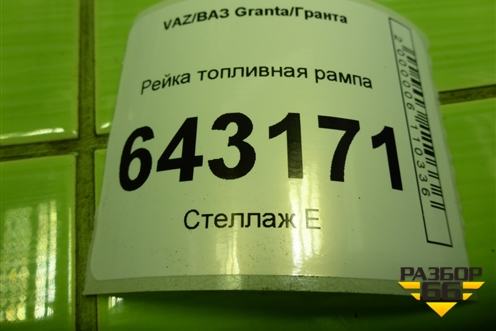 VAZ/ВАЗ Granta/Гранта
Рейка топливная рампа
643171
Стеллаж Е
2000006110336
РАЗБОР
66